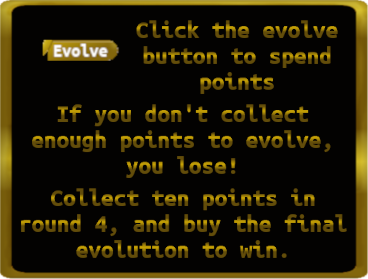 Click the evolve
Evolve
button to spend
points
If you don't collect
enough points to evolve,
you lose!
Collect ten points in
round 4, and buy the final
evolution to win.